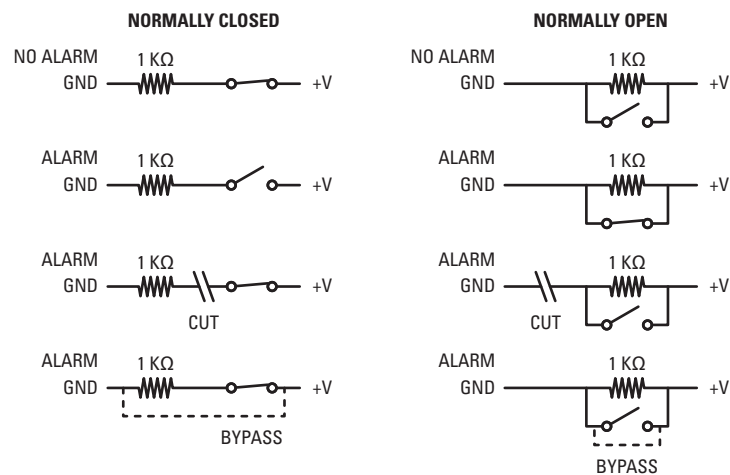 NORMALLY CLOSED
NO ALARM
1 KΩ
GND
+V
ALARM
1 KΩ
GND
+V
ALARM
1 KΩ
GND
+V
CUT
ALARM
1 KΩ
GND
+V
BYPASS
NORMALLY OPEN
NO ALARM
1 KΩ
GND
+V
ALARM
1 KΩ
GND
+V
ALARM
1 KΩ
GND
+V
CUT
ALARM
1 KΩ
GND
+V
BYPASS